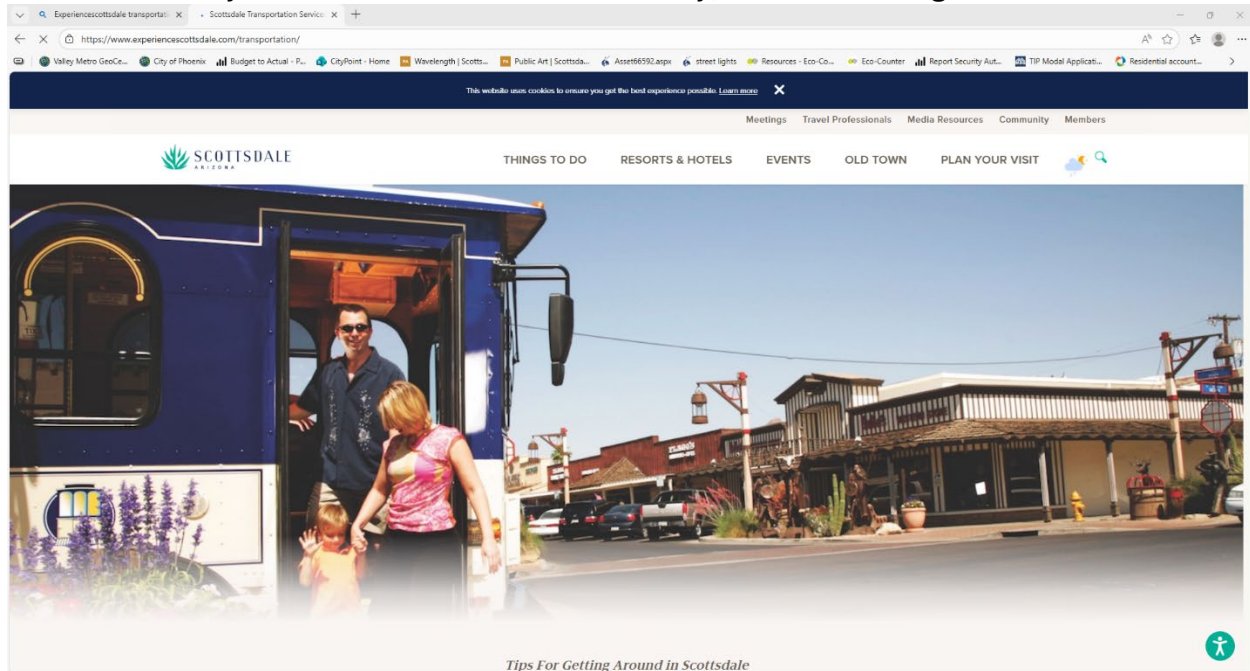 Experiencescottsdale transportati
Scottsdale Transportation Service
https://www.experiencescottsdale.com/transportation/
Valley Metro GeoCe...
City of Phoenix
Budget to Actual - P...
CityPoint - Home
Wavelength | Scotts...
Public Art | Scottsda...
Asset66592.aspx
street lights
Resources - Eco-Co...
Eco-Counter
Report Security Aut...
TIP Modal Applicati...
Residential account...
This website uses cookies to ensure you get the best experience possible. Learn more
Meetings Travel Professionals Media Resources Community Members
SCOTTSDALE
ARIZONA
THINGS TO DO RESORTS & HOTELS EVENTS OLD TOWN PLAN YOUR VISIT
Tips For Getting Around in Scottsdale